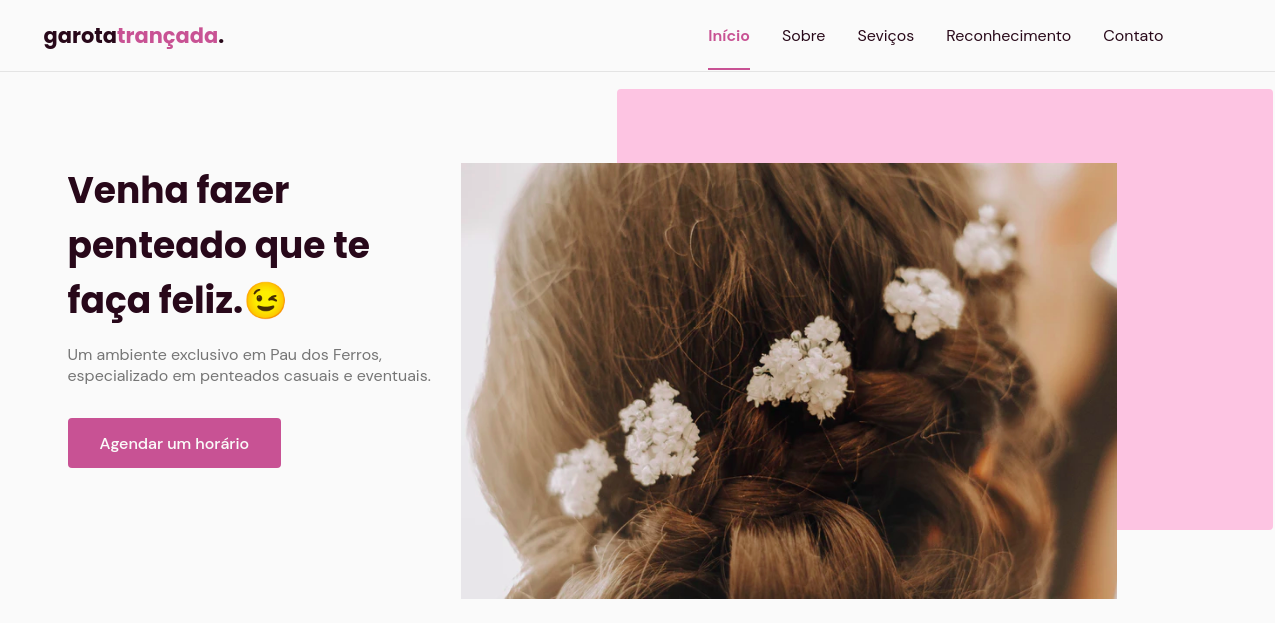 garotatrançada.
Início Sobre Seviços Reconhecimento Contato
Venha fazer
penteado que te
faça feliz.😉
Um ambiente exclusivo em Pau dos Ferros,
especializado em penteados casuais e eventuais.
Agendar um horário